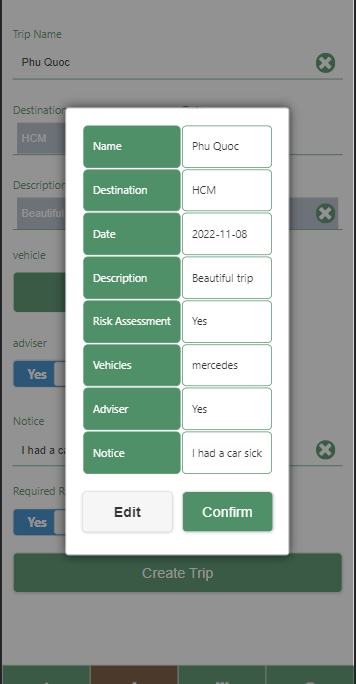 Trip Name
Phu Quoc
Destination
HCM
Description
Beautiful
vehicle
adviser
Yes
Notice
I had a ca
Required R
Yes
Create Trip
Name Phu Quoc
Destination HCM
Date 2022-11-08
Description Beautiful trip
Risk Assessment Yes
Vehicles mercedes
Adviser Yes
Notice I had a car sick
Edit Confirm